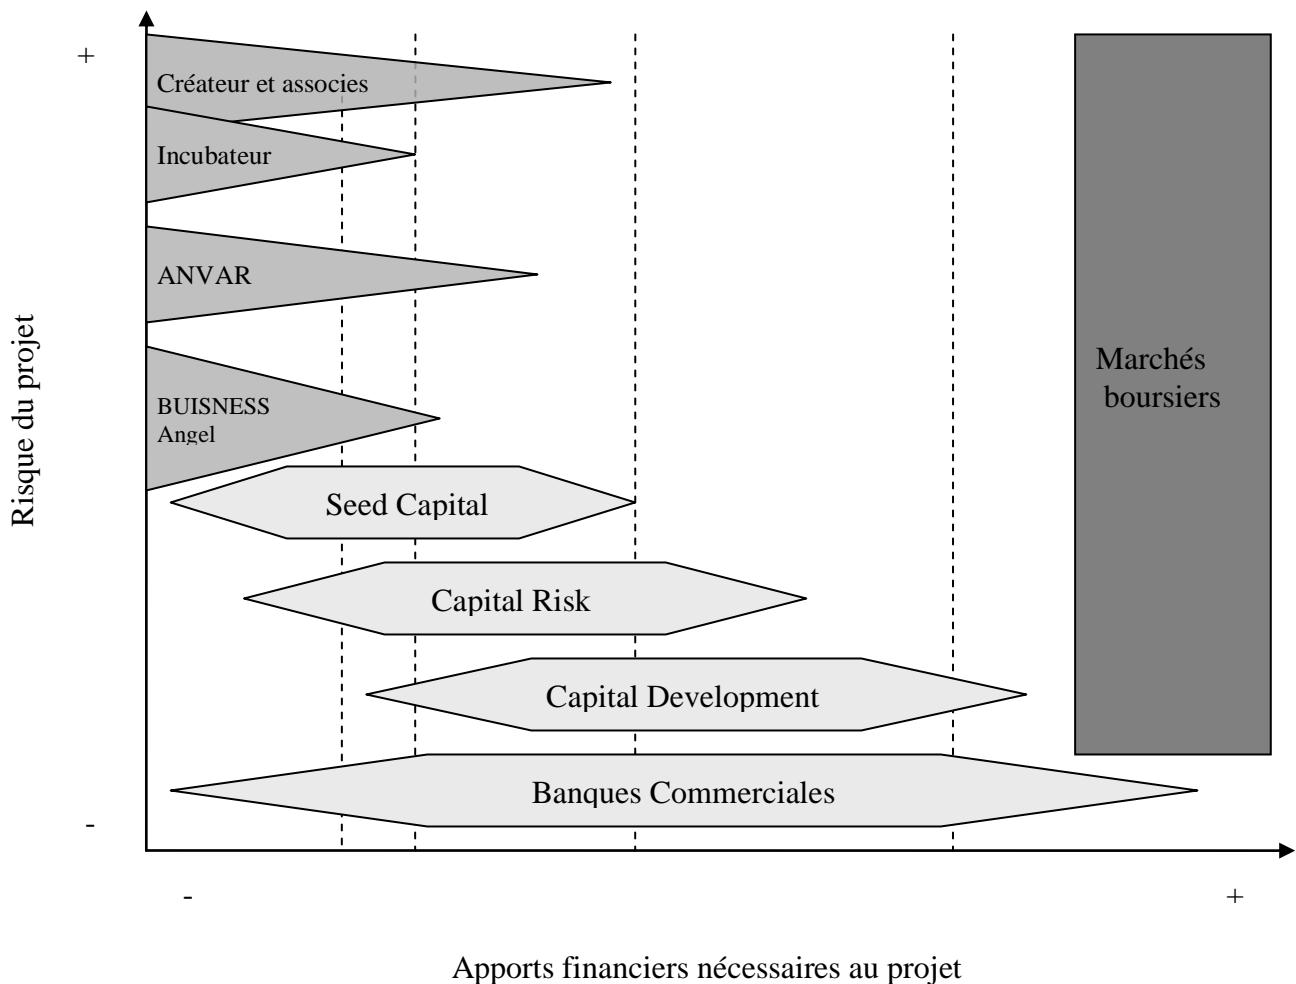 +
Créateur et associes
Incubateur
ANVAR
BUISNESS
Angel
Risque du projet
Marchés
boursiers
Seed Capital
Capital Risk
Capital Development
Banques Commerciales
-
-
+
Apports financiers nécessaires au projet